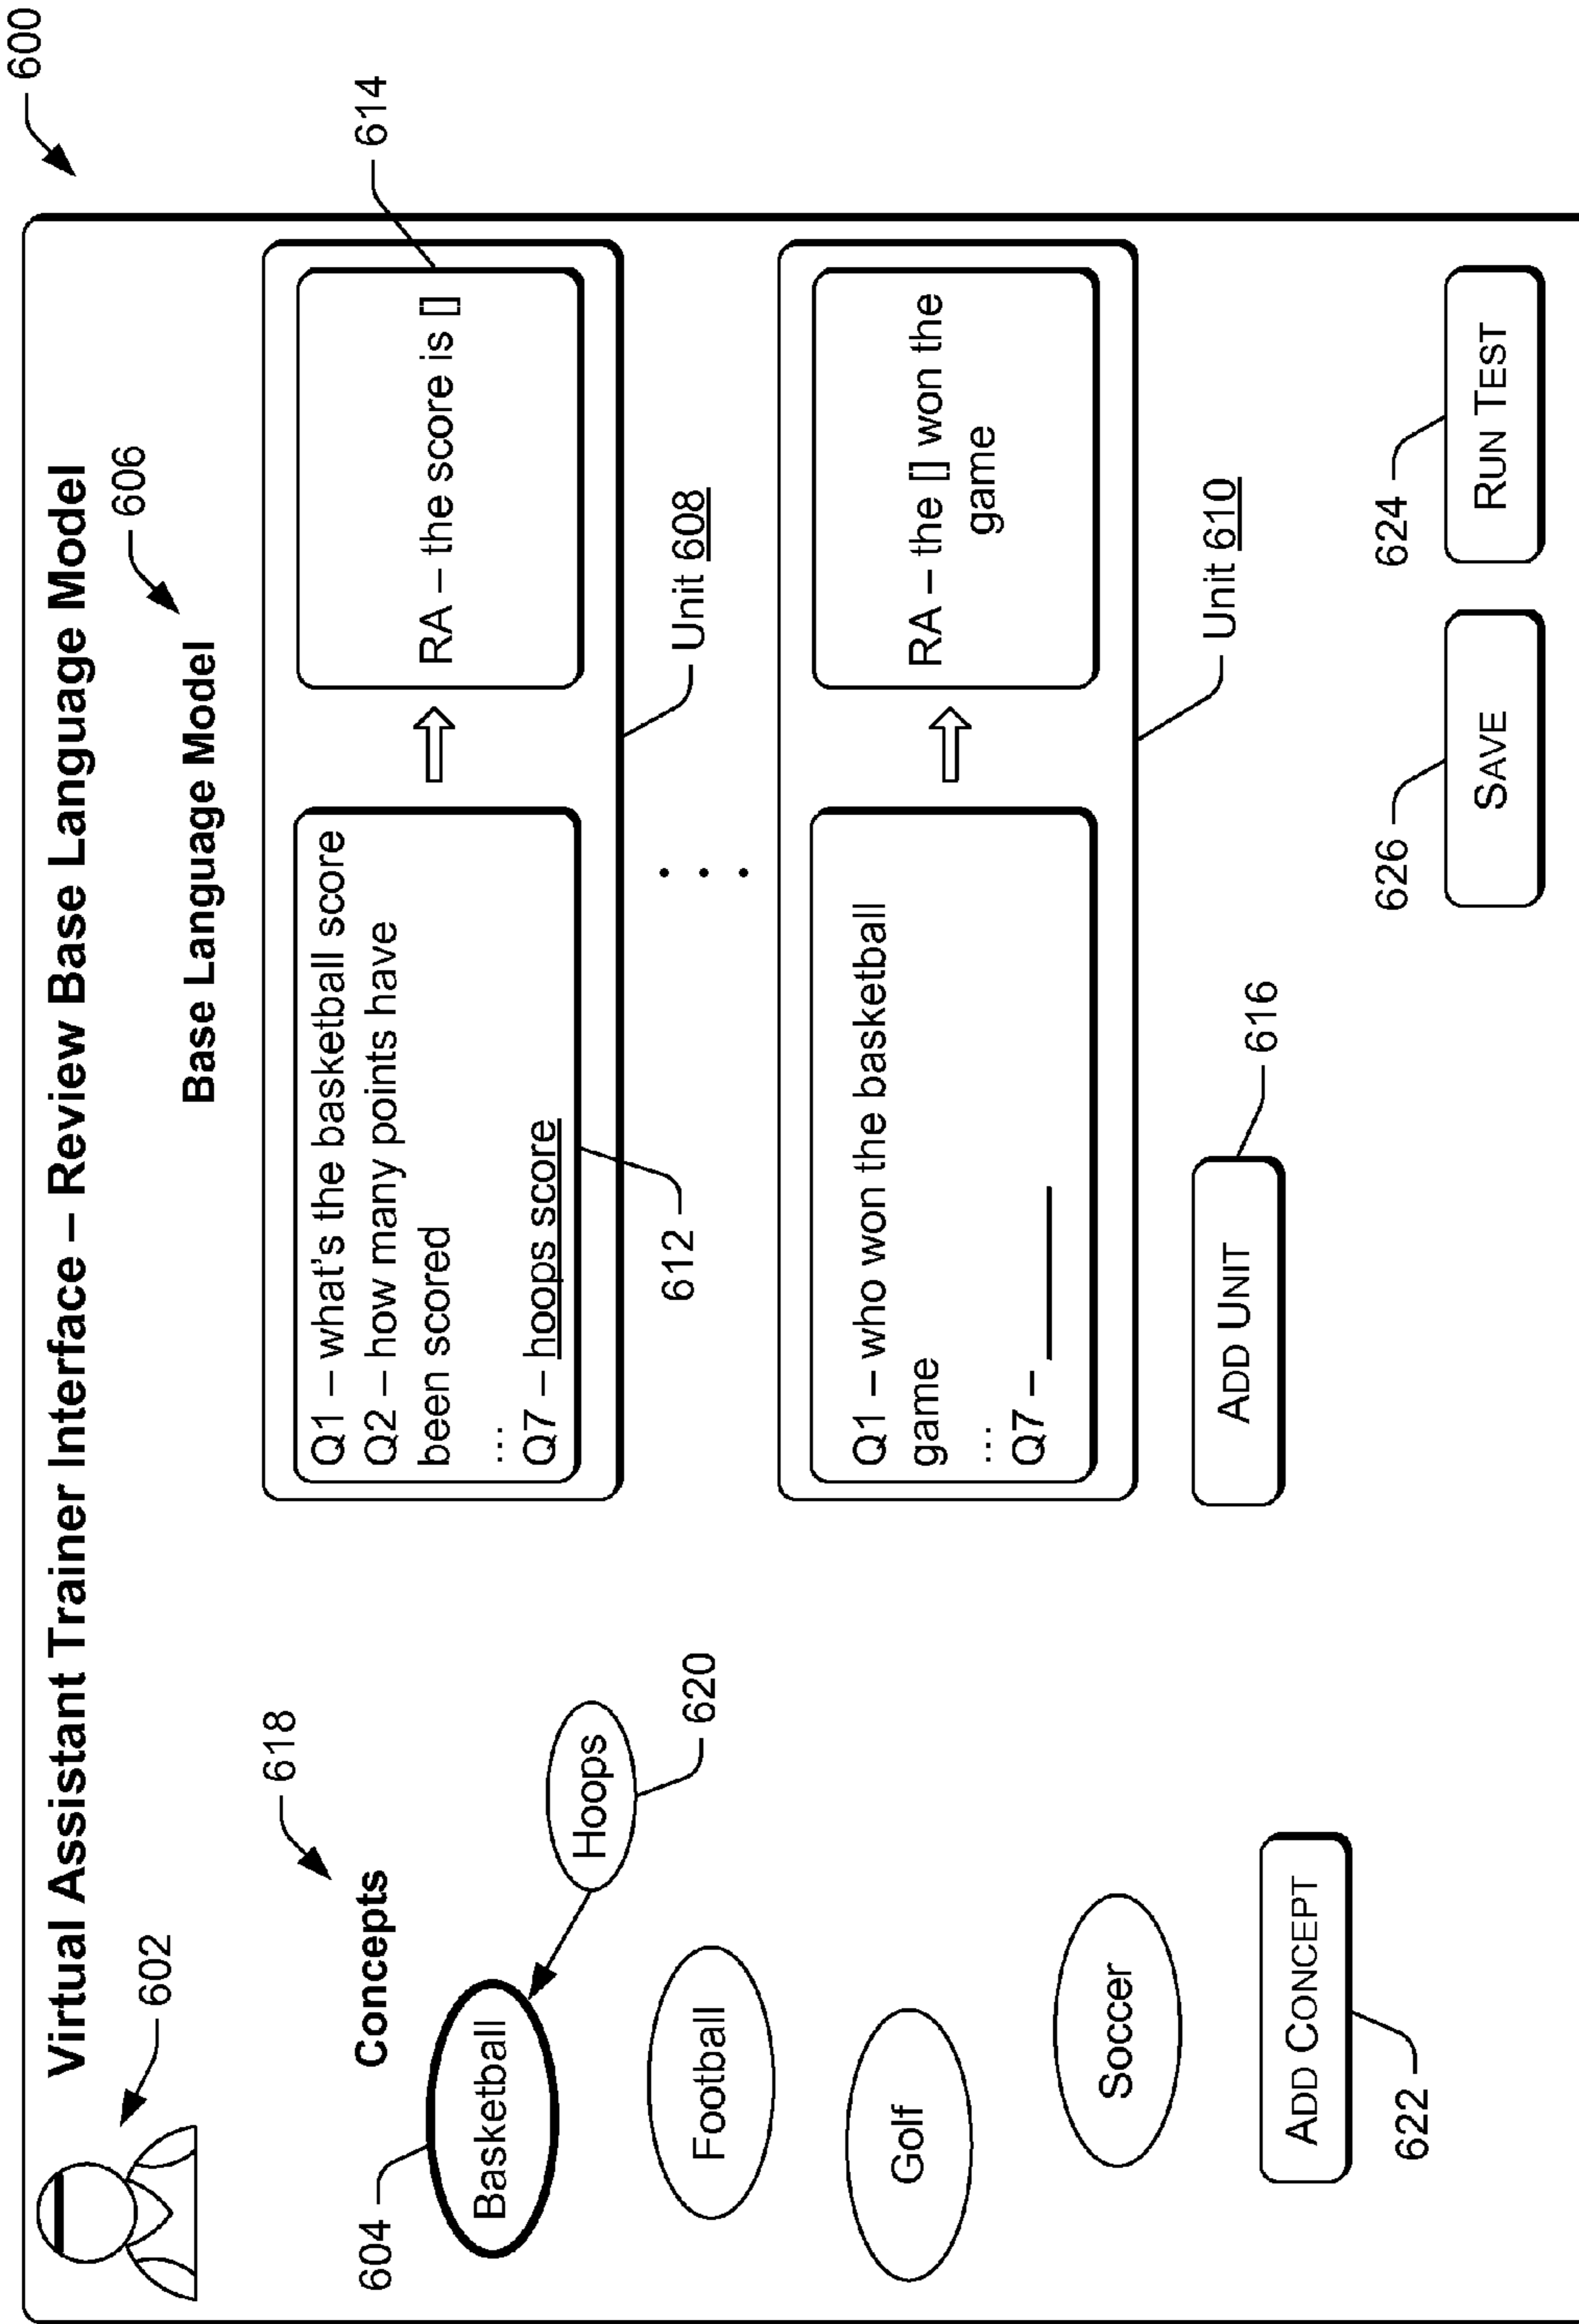 600
Virtual Assistant Trainer Interface – Review Base Language Model
602
606
Base Language Model
618
Concepts
604
Basketball
Hoops
620
Football
Golf
Soccer
ADD CONCEPT
622
Q1 – what's the basketball score
Q2 – how many points have
been scored
...
Q7 – hoops score
612
RA – the score is []
614
Unit 608
Q1 – who won the basketball
game
...
Q7 –
RA – the [] won the
game
Unit 610
ADD UNIT
616
626
SAVE
624
RUN TEST